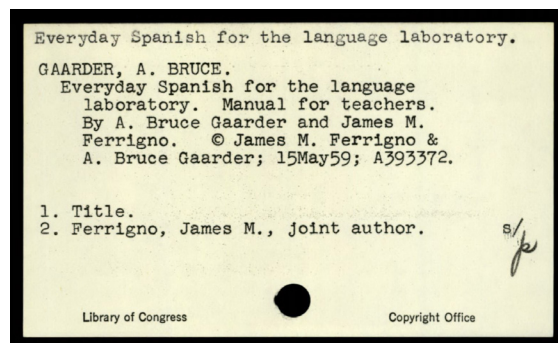 Everyday Spanish for the language laboratory.
GAARDER, A. BRUCE.
Everyday Spanish for the language
laboratory. Manual for teachers.
By A. Bruce Gaarder and James M.
Ferrigno. © James M. Ferrigno &
A. Bruce Gaarder; 15May59; A393372.
1. Title.
2. Ferrigno, James M., joint author. s/
Library of Congress Copyright Office